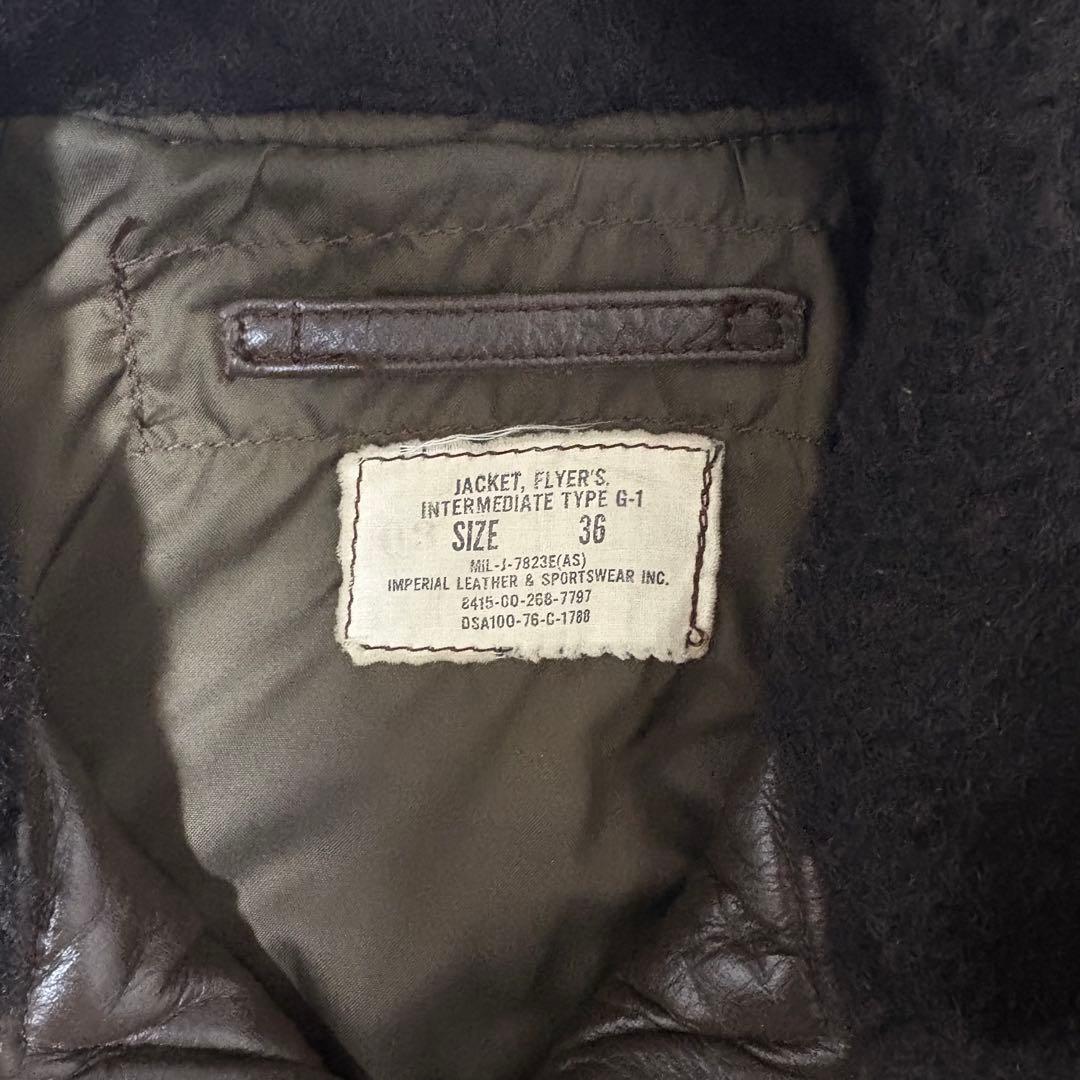 JACKET, FLYER'S.
INTERMEDIATE TYPE G-1
SIZE 36
MIL-J-7823E(AS)
IMPERIAL LEATHER & SPORTSWEAR INC.
8415-00-268-7797
DSA100-76-C-1788